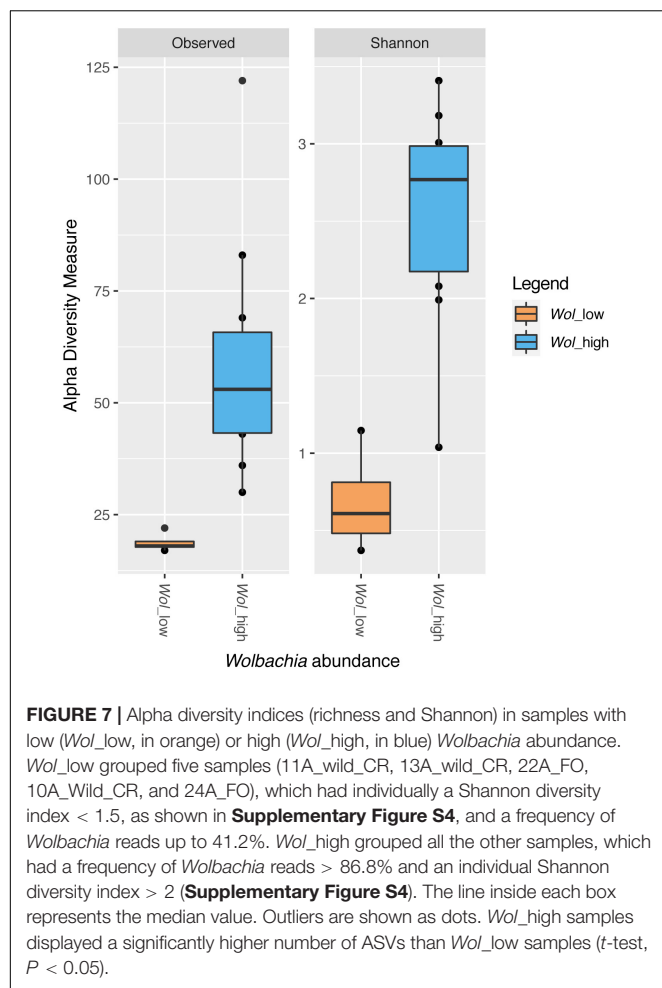 Observed
Shannon
125
100
75
50
25
3
2
1
Alpha Diversity Measure
Legend
Wol_low
Wol_high
Wol_low
Wol_high
Wol_low
Wol_high
Wolbachia abundance
FIGURE 7 | Alpha diversity indices (richness and Shannon) in samples with
low (Wol_low, in orange) or high (Wol_high, in blue) Wolbachia abundance.
Wol_low grouped five samples (11A_wild_CR, 13A_wild_CR, 22A_FO,
10A_Wild_CR, and 24A_FO), which had individually a Shannon diversity
index < 1.5, as shown in Supplementary Figure S4, and a frequency of
Wolbachia reads up to 41.2%. Wol_high grouped all the other samples, which
had a frequency of Wolbachia reads > 86.8% and an individual Shannon
diversity index > 2 (Supplementary Figure S4). The line inside each box
represents the median value. Outliers are shown as dots. Wol_high samples
displayed a significantly higher number of ASVs than Wol_low samples (t-test,
P < 0.05).